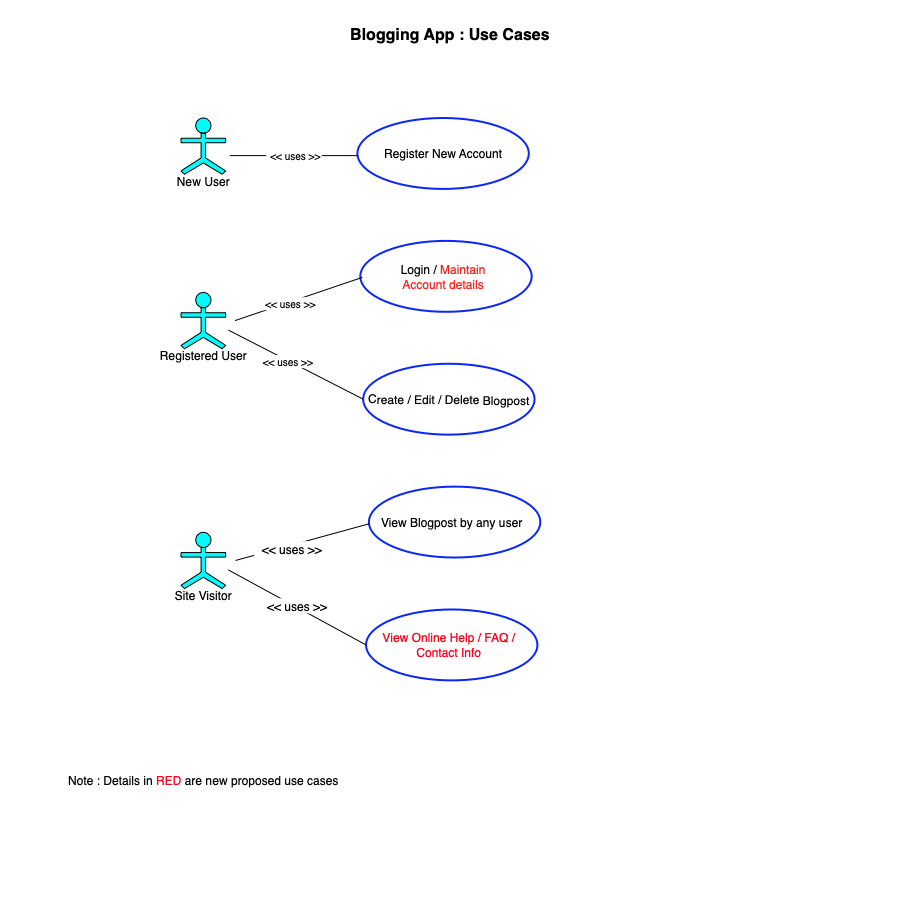 Blogging App : Use Cases
<< uses >>
Register New Account
New User
Login / Maintain
Account details
<< uses >>
Registered User
<< uses >>
Create / Edit / Delete Blogpost
View Blogpost by any user
<< uses >>
Site Visitor
<< uses >>
View Online Help / FAQ /
Contact Info
Note : Details in RED are new proposed use cases